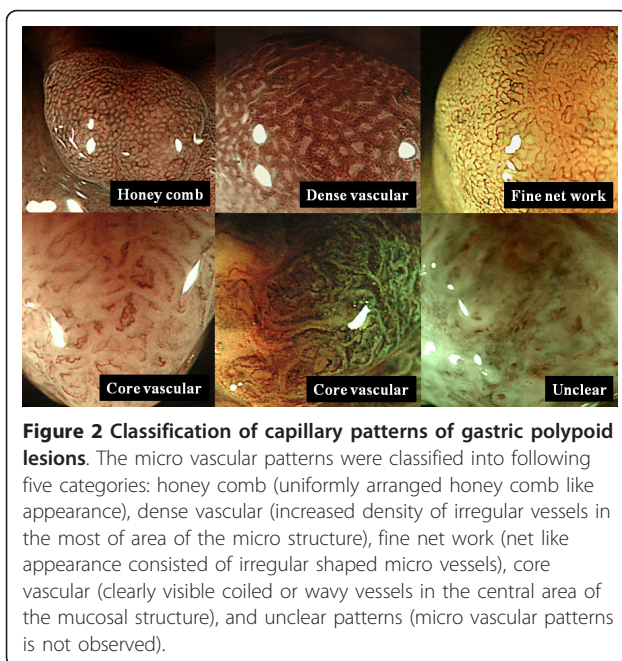 Honey comb
Dense vascular
Fine net work
Core vascular
Core vascular
Unclear
Figure 2 Classification of capillary patterns of gastric polypoid
lesions. The micro vascular patterns were classified into following
five categories: honey comb (uniformly arranged honey comb like
appearance), dense vascular (increased density of irregular vessels in
the most of area of the micro structure), fine net work (net like
appearance consisted of irregular shaped micro vessels), core
vascular (clearly visible coiled or wavy vessels in the central area of
the mucosal structure), and unclear patterns (micro vascular patterns
is not observed).